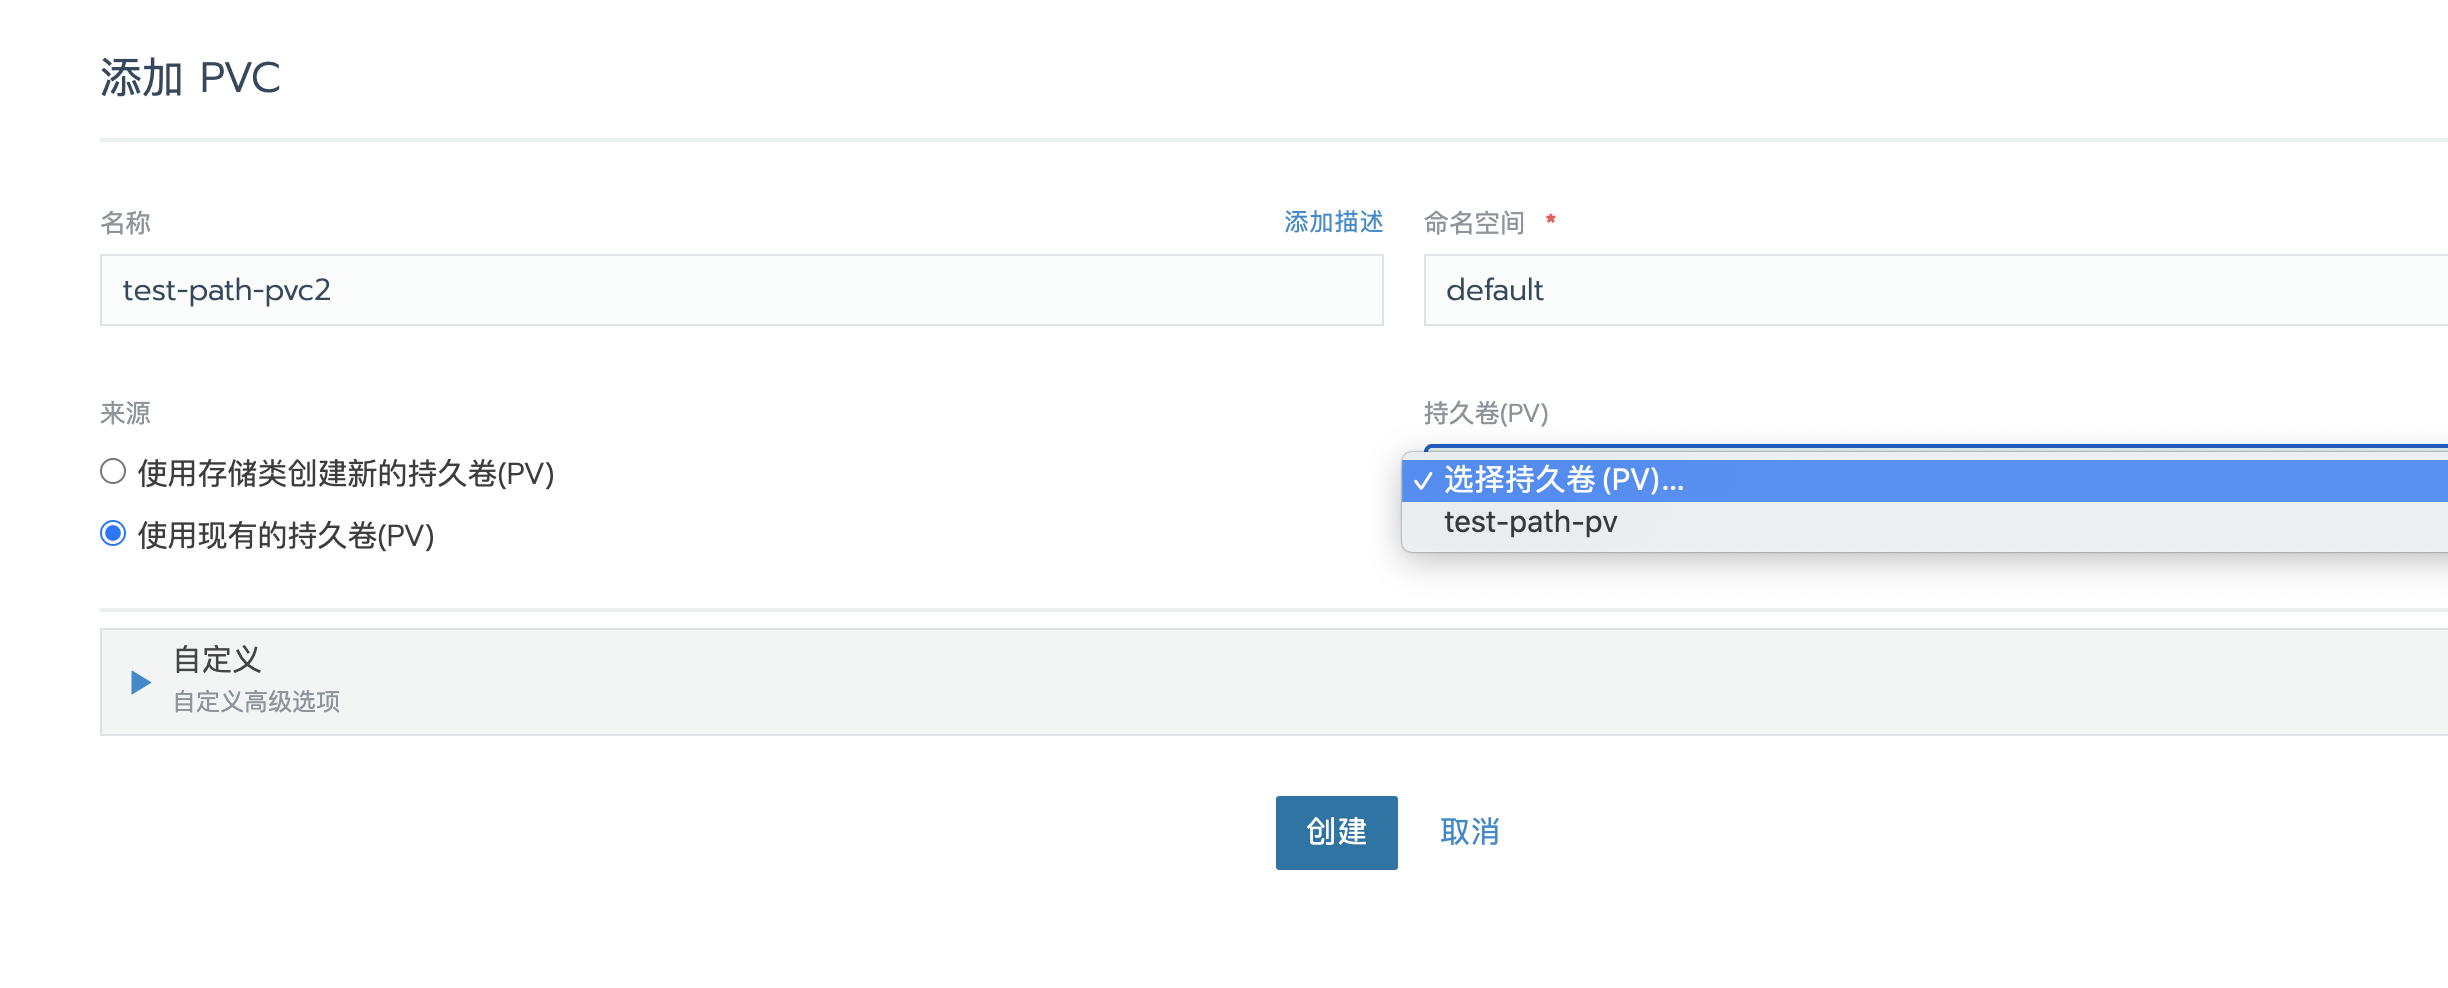 添加 PVC
名称
添加描述
命名空间 *
test-path-pvc2
default
来源
持久卷(PV)
使用存储类创建新的持久卷(PV)
使用现有的持久卷(PV)
✓ 选择持久卷 (PV)...
test-path-pv
自定义
自定义高级选项
创建
取消